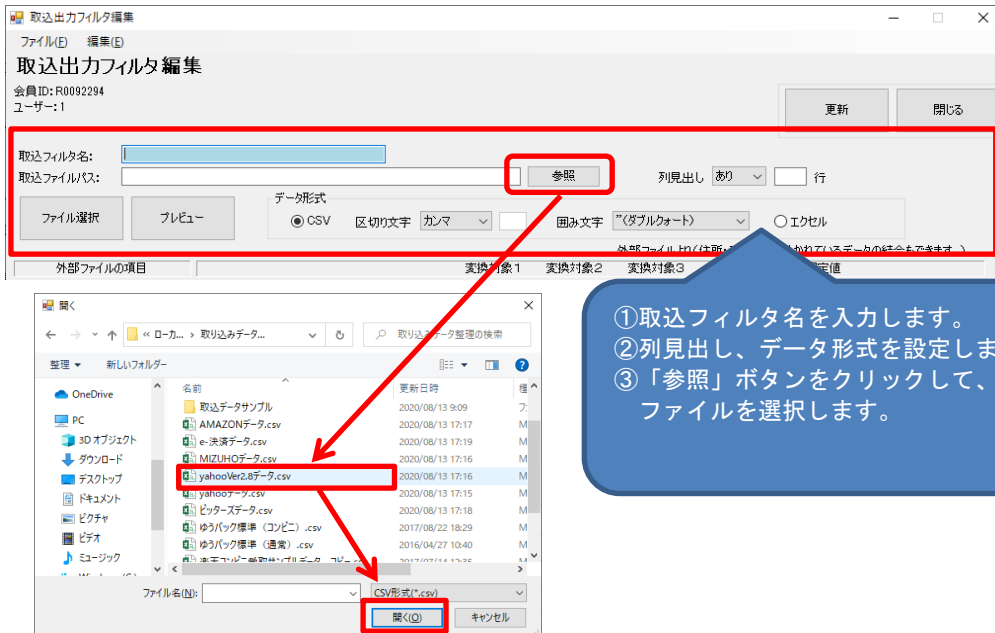 取込出力フィルタ編集
ファイル(F) 編集(E)
取込出力フィルタ編集
会員ID:R0092294
ユーザー:1
更新 閉じる
取込フィルタ名:
取込ファイルパス: 参照 列見出し あり 行
ファイル選択 プレビュー データ形式
CSV 区切り文字 カンマ 囲み文字 "(ダブルクォート) エクセル
外部ファイルの項目 変換対象1 変換対象2 変換対象3
開く
« ローカ... › 取り込みデータ...
整理 新しいフォルダー
OneDrive
PC
3D オブジェクト
ダウンロード
デスクトップ
ドキュメント
ピクチャ
ビデオ
ミュージック
名前 更新日時
取込データサンプル 2020/08/13 9:09
AMAZONデータ.csv 2020/08/13 17:17
e-決済データ.csv 2020/08/13 17:19
MIZUHOデータ.csv 2020/08/13 17:16
yahooVer2.8データ.csv 2020/08/13 17:16
yahooデータ.csv 2020/08/13 17:15
ビッターズデータ.csv 2020/08/13 17:18
ゆうパック標準(コンビニ).csv 2017/08/22 18:29
ゆうパック標準(通常).csv 2016/04/27 10:40
ファイル名(N): CSV形式(*.csv)
開く(O) キャンセル
①取込フィルタ名を入力します。
②列見出し、データ形式を設定しま
③「参照」ボタンをクリックして、
ファイルを選択します。